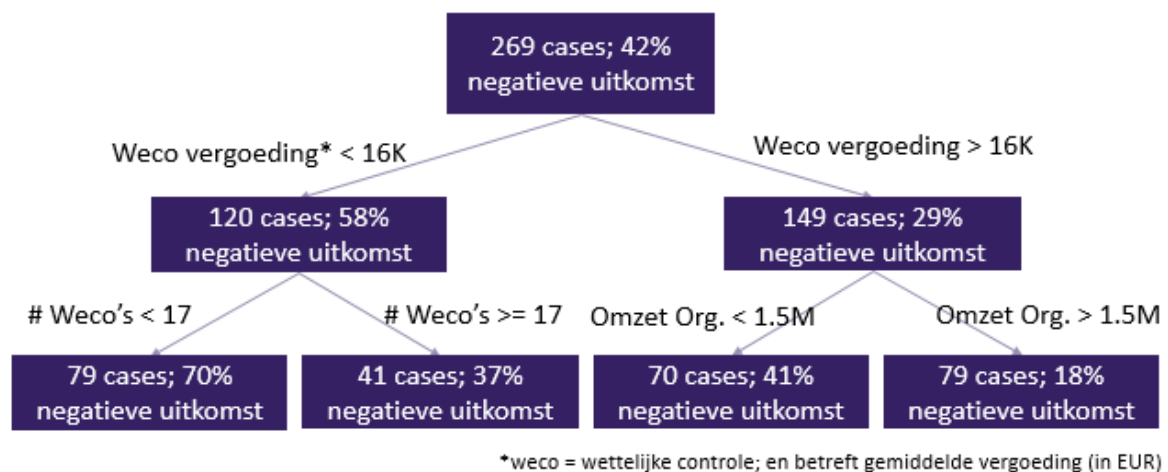 269 cases; 42%
negatieve uitkomst
Weco vergoeding* < 16K
Weco vergoeding > 16K
120 cases; 58%
negatieve uitkomst
149 cases; 29%
negatieve uitkomst
# Weco's < 17
# Weco's >= 17
Omzet Org. < 1.5M
Omzet Org. > 1.5M
79 cases; 70%
negatieve uitkomst
41 cases; 37%
negatieve uitkomst
70 cases; 41%
negatieve uitkomst
79 cases; 18%
negatieve uitkomst
*weco = wettelijke controle; en betreft gemiddelde vergoeding (in EUR)